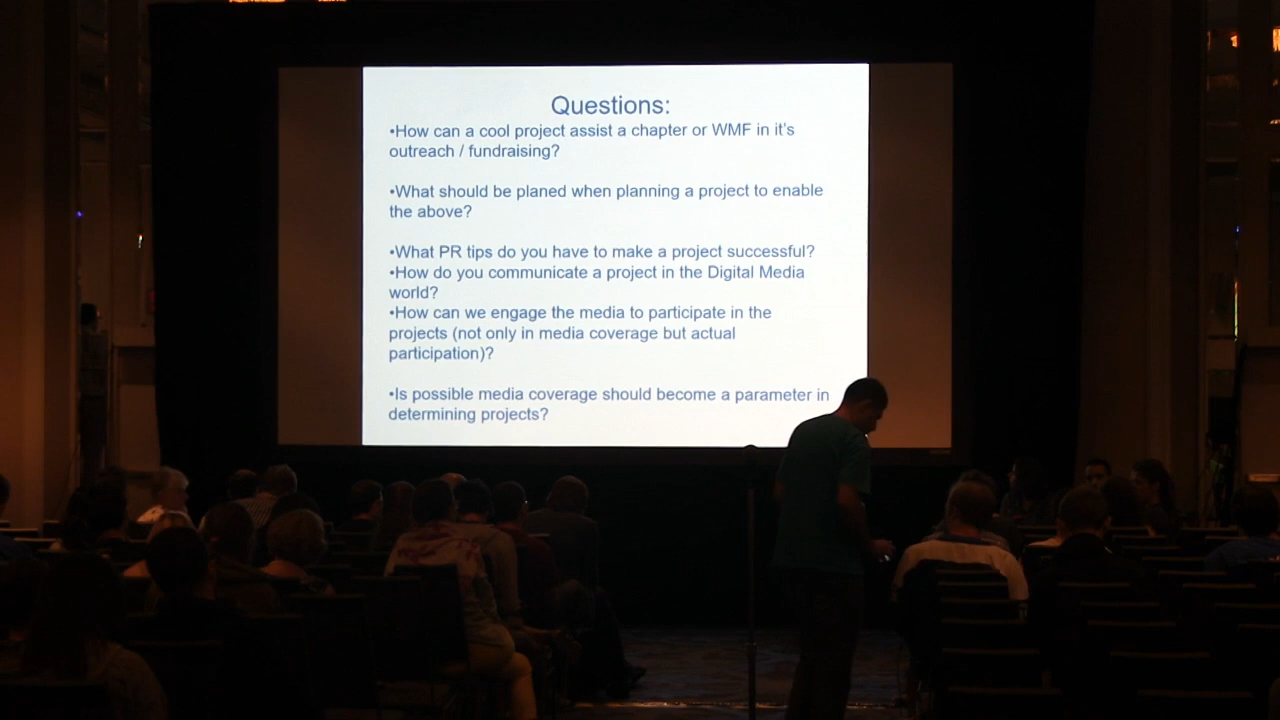 Questions:
•How can a cool project assist a chapter or WMF in it's
outreach / fundraising?
•What should be planed when planning a project to enable
the above?
•What PR tips do you have to make a project successful?
•How do you communicate a project in the Digital Media
world?
•How can we engage the media to participate in the
projects (not only in media coverage but actual
participation)?
•Is possible media coverage should become a parameter in
determining projects?